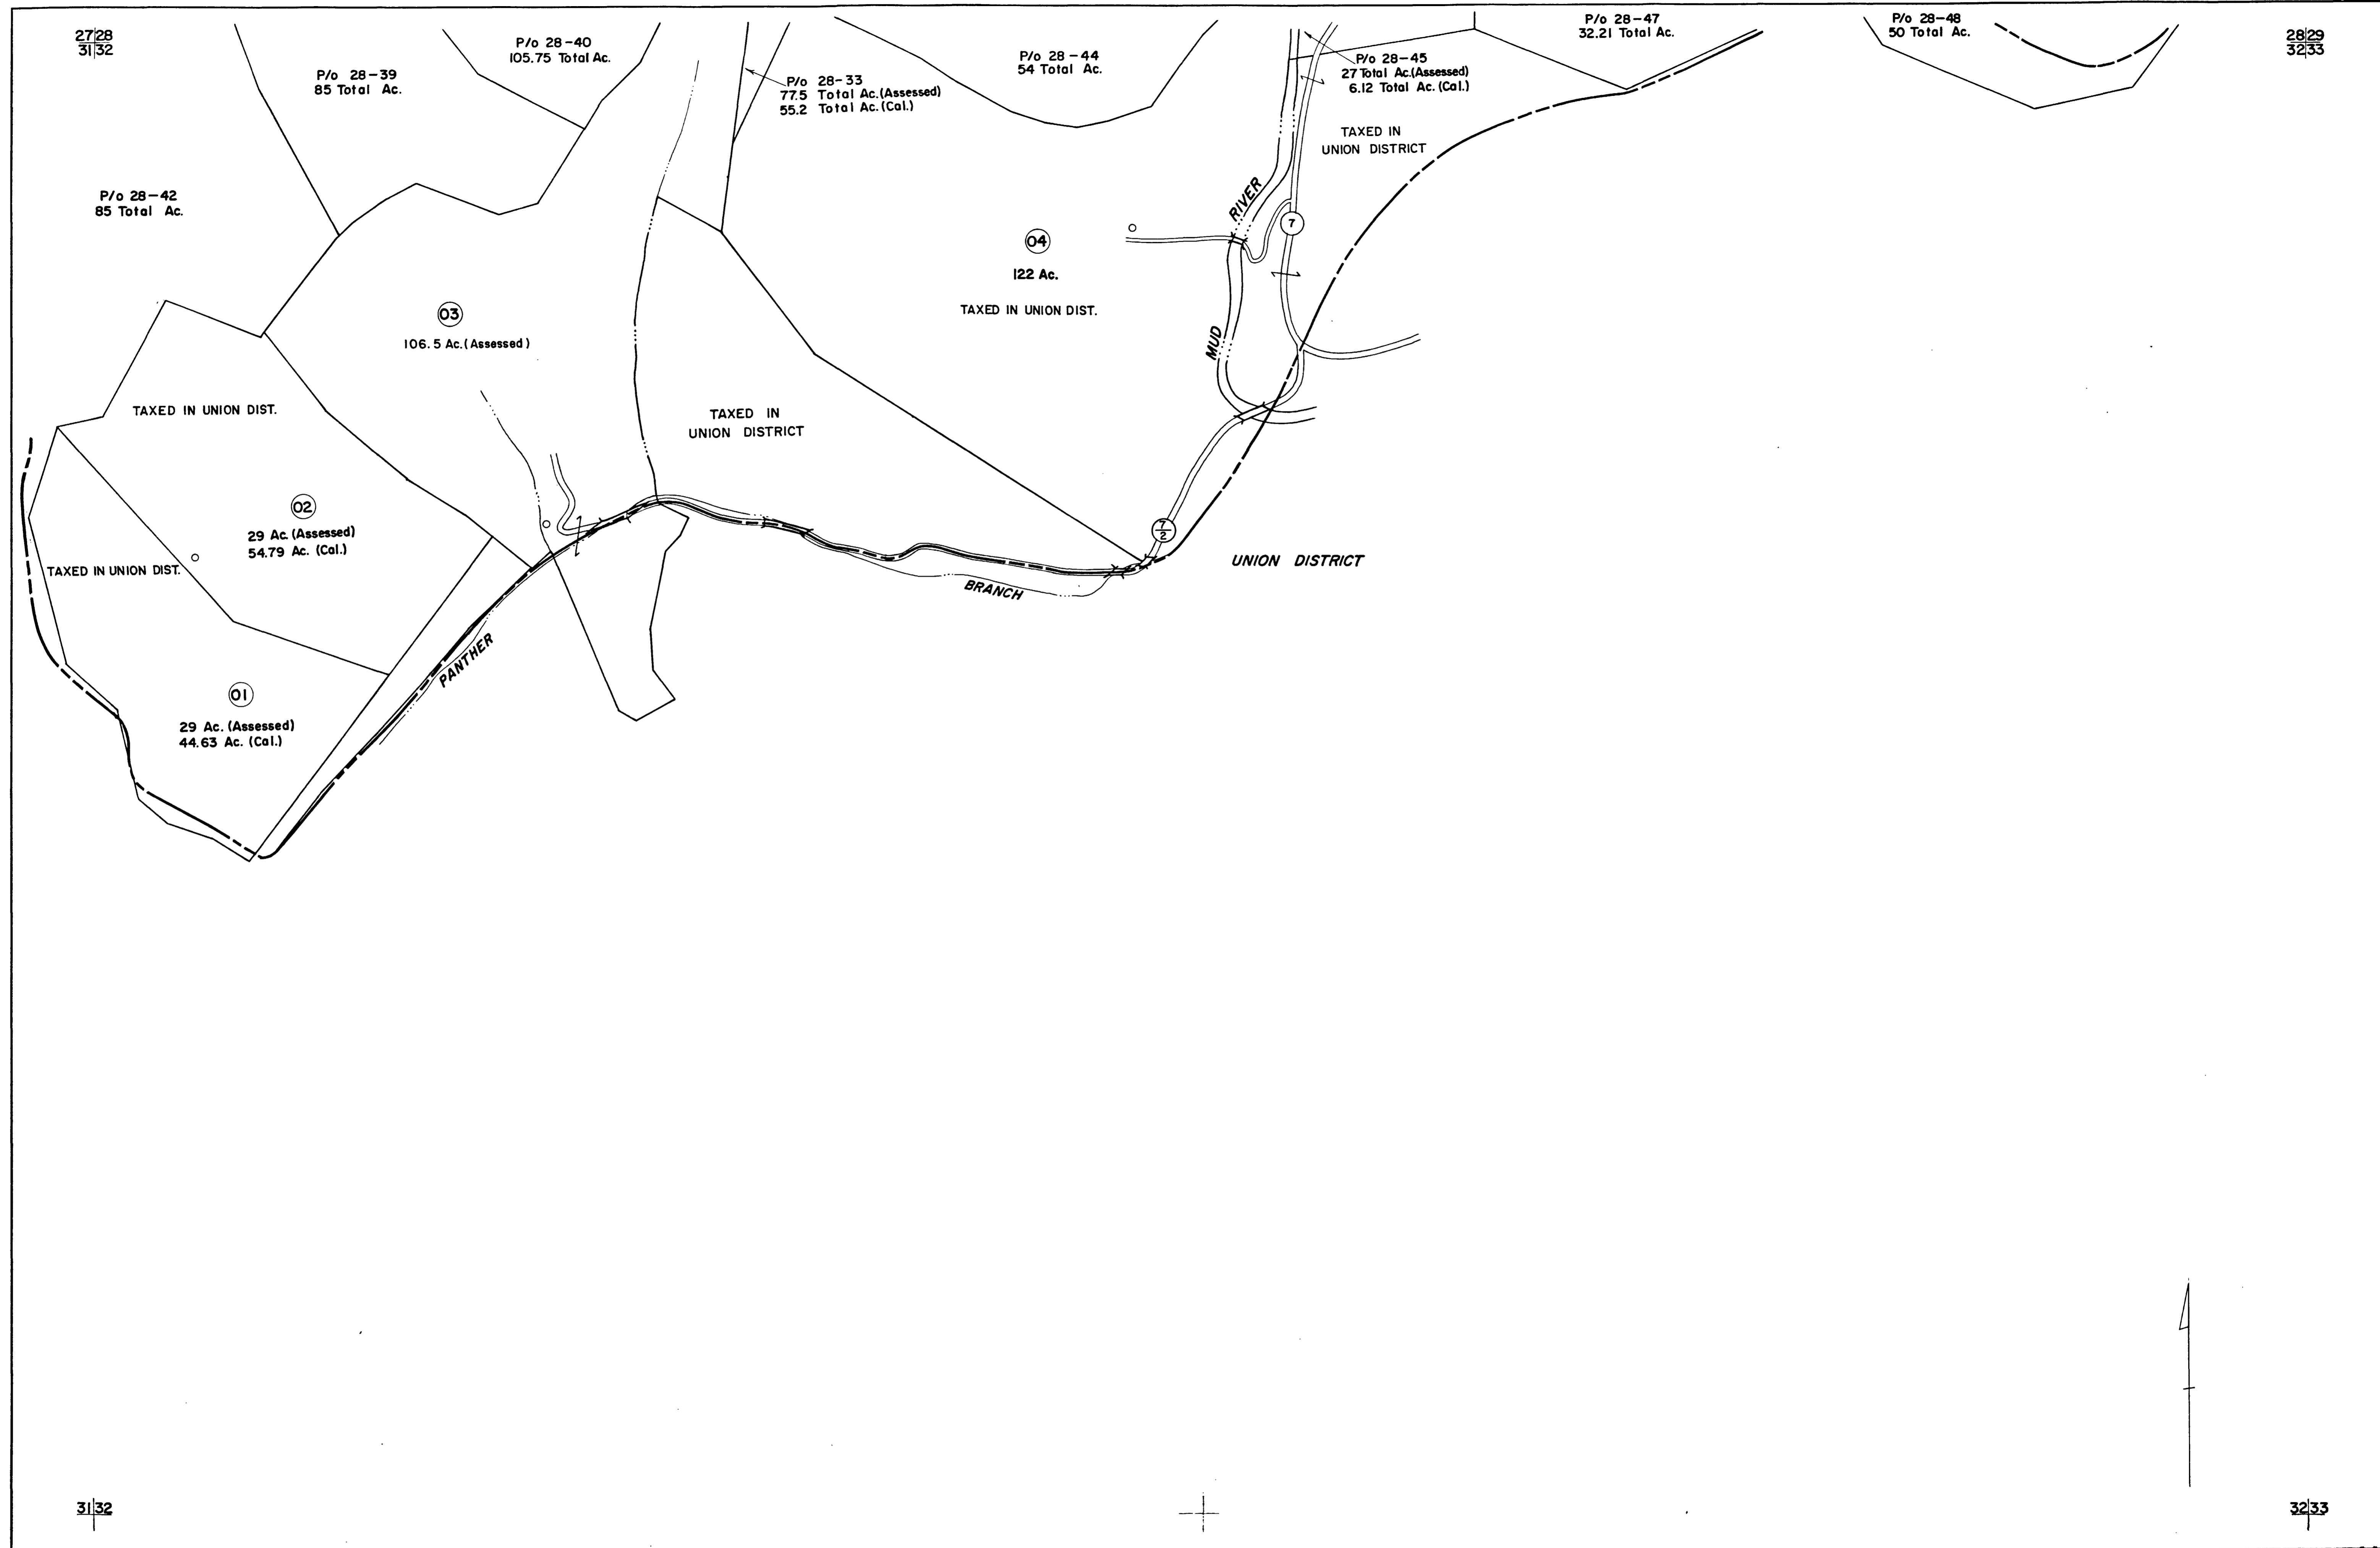 27|28
31|32
P/o 28-39
85 Total Ac.
P/o 28-40
105.75 Total Ac.
P/o 28-33
77.5 Total Ac. (Assessed)
55.2 Total Ac. (Cal.)
P/o 28-44
54 Total Ac.
P/o 28-45
27 Total Ac. (Assessed)
6.12 Total Ac. (Cal.)
P/o 28-47
32.21 Total Ac.
P/o 28-48
50 Total Ac.
28|29
32|33
TAXED IN
UNION DISTRICT
P/o 28-42
85 Total Ac.
RIVER
7
04
122 Ac.
TAXED IN UNION DIST.
03
106.5 Ac. (Assessed)
MUD
TAXED IN UNION DIST.
TAXED IN
UNION DISTRICT
02
29 Ac. (Assessed)
54.79 Ac. (Cal.)
7
2
TAXED IN UNION DIST.
UNION DISTRICT
BRANCH
PANTHER
01
29 Ac. (Assessed)
44.63 Ac. (Cal.)
31|32
32|33